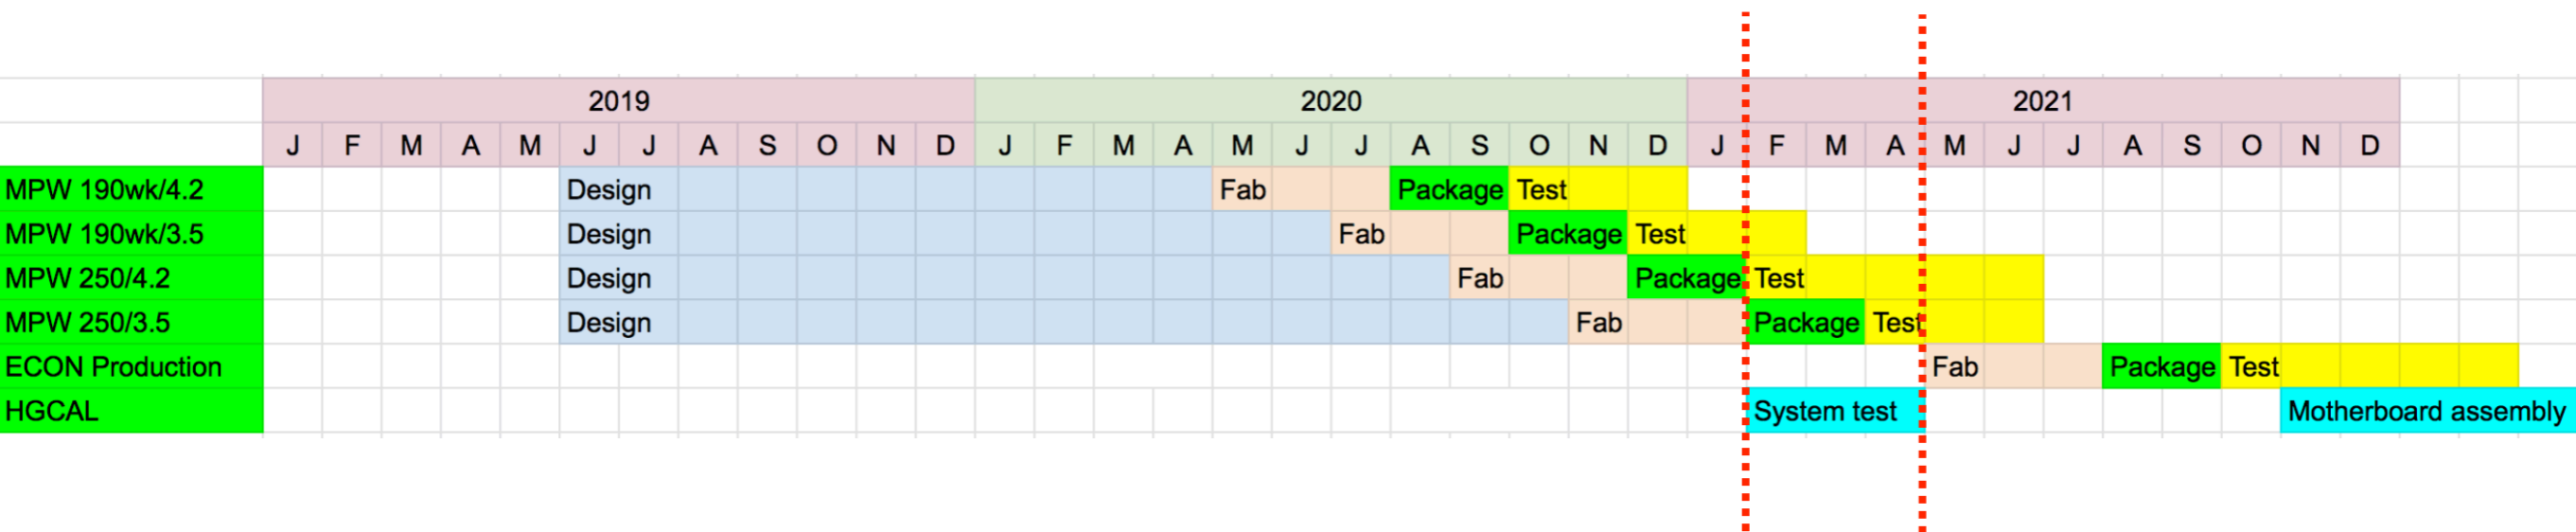 2019 2020 2021
J F M A M J J A S O N D J F M A M J J A S O N D J F M A M J J A S O N D
MPW 190wk/4.2 Design Fab Package Test
MPW 190wk/3.5 Design Fab Package Test
MPW 250/4.2 Design Fab Package Test
MPW 250/3.5 Design Fab Package Test
ECON Production Fab Package Test
HGCAL System test Motherboard assembly